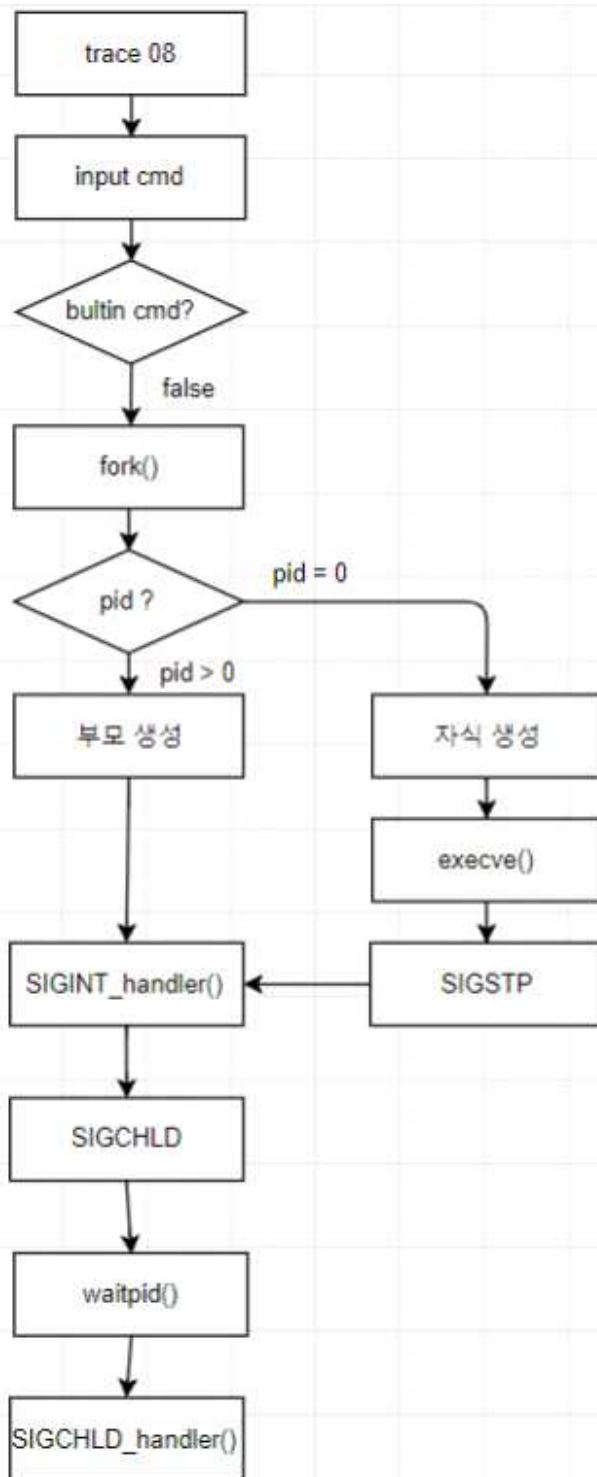 trace 08
input cmd
bultin cmd?
false
fork()
pid ?
pid = 0
pid > 0
부모 생성
자식 생성
execve()
SIGINT_handler()
SIGSTP
SIGCHLD
waitpid()
SIGCHLD_handler()